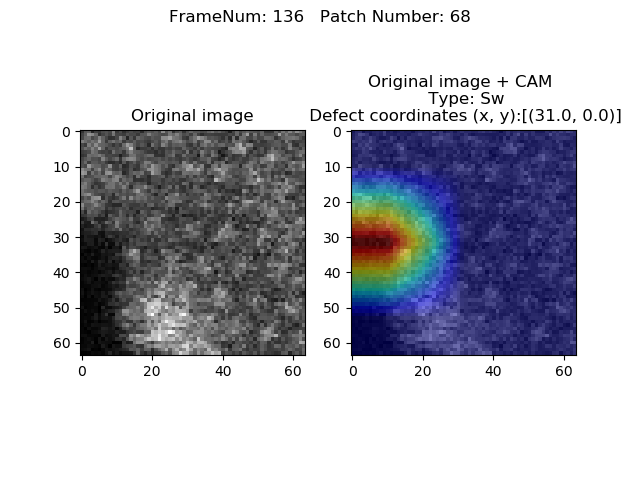 FrameNum: 136   Patch Number: 68
Original image
Original image + CAM
Type: Sw
Defect coordinates (x, y):[(31.0, 0.0)]
0
10
20
30
40
50
60
0 20 40 60
0
10
20
30
40
50
60
0 20 40 60